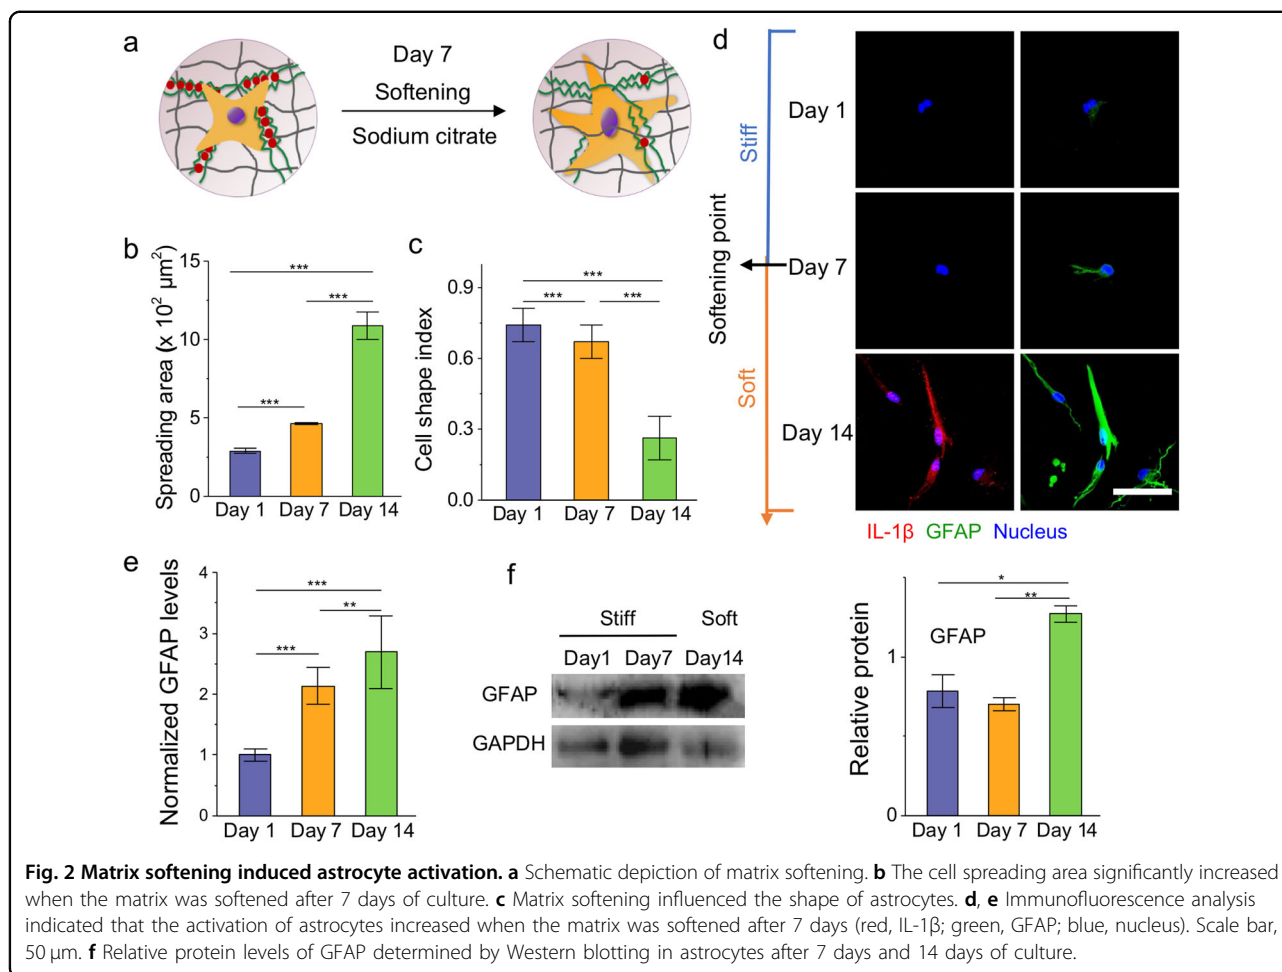 a
Day 7
Softening
Sodium citrate
b
Spreading area (x 10² µm²)
15
10
5
0
***
***
***
Day 1 Day 7 Day 14
c
Cell shape index
0.9
0.6
0.3
0.0
***
***
***
Day 1 Day 7 Day 14
d
Stiff
Softening point
Soft
Day 1
Day 7
Day 14
IL-1β GFAP Nucleus
e
Normalized GFAP levels
4
3
2
1
0
***
**
***
Day 1 Day 7 Day 14
f
Stiff Soft
Day1 Day7 Day14
GFAP
GAPDH
Relative protein
1
0
*
**
GFAP
Day 1 Day 7 Day 14
Fig. 2 Matrix softening induced astrocyte activation. a Schematic depiction of matrix softening. b The cell spreading area significantly increased
when the matrix was softened after 7 days of culture. c Matrix softening influenced the shape of astrocytes. d, e Immunofluorescence analysis
indicated that the activation of astrocytes increased when the matrix was softened after 7 days (red, IL-1β; green, GFAP; blue, nucleus). Scale bar,
50 µm. f Relative protein levels of GFAP determined by Western blotting in astrocytes after 7 days and 14 days of culture.